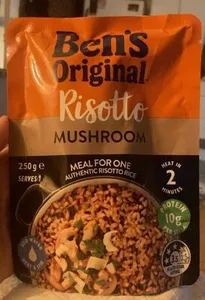 Ben's
Original
™
Risotto
MUSHROOM
250g e
SERVES 1
MEAL FOR ONE
AUTHENTIC RISOTTO RICE
HEAT IN
2
MINUTES
PROTEIN
10g